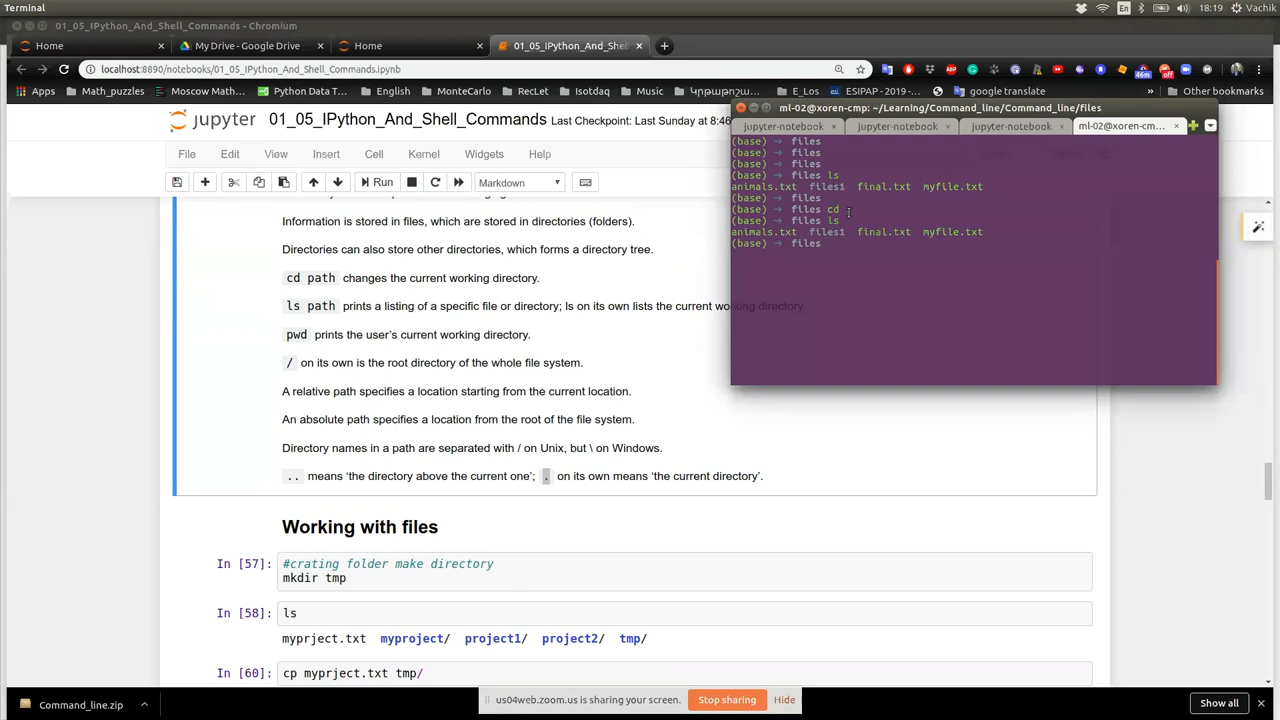 Terminal
En
18:19 Vachik
01_05_IPython_And_Shell_Commands - Chromium
Home
My Drive - Google Drive
Home
01_05_IPython_And_Shell
localhost:8890/notebooks/01_05_IPython_And_Shell_Commands.ipynb
46m
off
Apps
Math_puzzles
Python Data T...
English
MonteCarlo
RecLet
Isotdaq
Music
ESIPAP - 2019 -
google translate
»
Other bookmarks
jupyter
01_05_IPython_And_Shell_Commands
Last Checkpoint: Last Sunday at 8:46
File
Edit
View
Insert
Cell
Kernel
Widgets
Help
Run
Markdown
ml-02@xoren-cmp: ~/Learning/Command_line/Command_line/files
jupyter-notebook
jupyter-notebook
jupyter-notebook
ml-02@xoren-cm...
(base) → files
(base) → files
(base) → files
(base) → files ls
animals.txt files1 final.txt myfile.txt
(base) → files
(base) → files cd .
(base) → files ls
animals.txt files1 final.txt myfile.txt
(base) → files
Information is stored in files, which are stored in directories (folders).
Directories can also store other directories, which forms a directory tree.
cd path changes the current working directory.
ls path prints a listing of a specific file or directory; ls on its own lists the current working directory.
pwd prints the user’s current working directory.
/ on its own is the root directory of the whole file system.
A relative path specifies a location starting from the current location.
An absolute path specifies a location from the root of the file system.
Directory names in a path are separated with / on Unix, but \ on Windows.
.. means ‘the directory above the current one’; . on its own means ‘the current directory’.
Working with files
In [57]: #crating folder make directory
mkdir tmp
In [58]: ls
myprject.txt myproject/ project1/ project2/ tmp/
In [60]: cp myprject.txt tmp/
us04web.zoom.us is sharing your screen.
Stop sharing
Hide
Command_line.zip
Show all